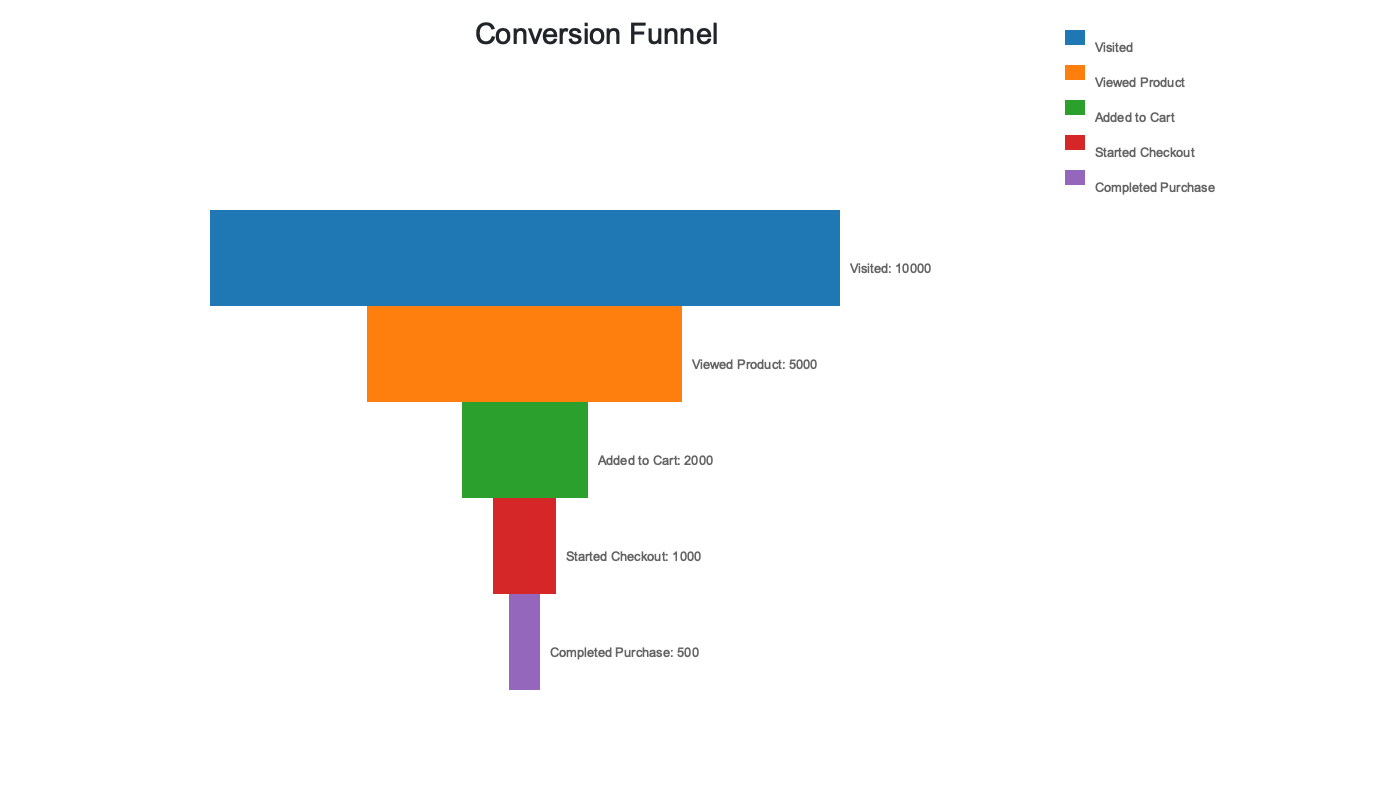 Conversion Funnel
Visited
Viewed Product
Added to Cart
Started Checkout
Completed Purchase
Visited: 10000
Viewed Product: 5000
Added to Cart: 2000
Started Checkout: 1000
Completed Purchase: 500